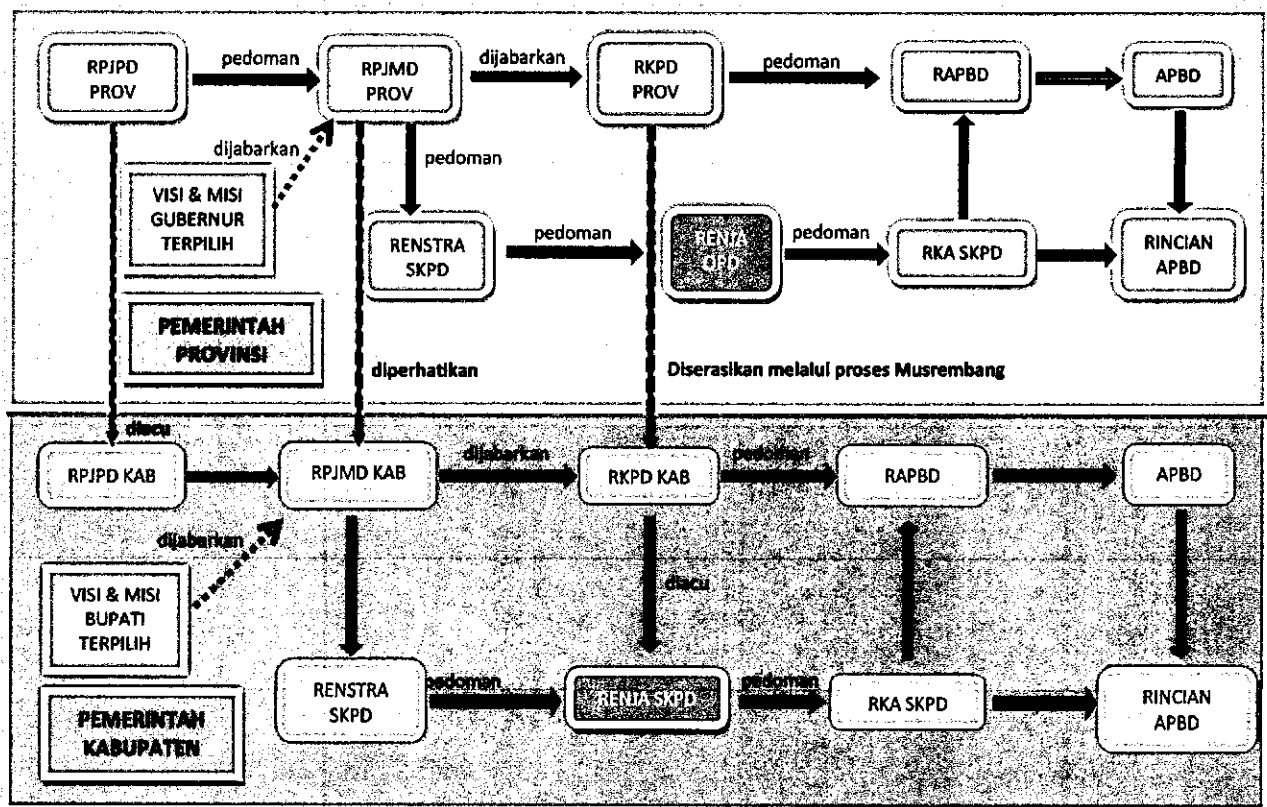 RPJPD
PROV
pedoman
RPJMD
PROV
dijabarkan
RKPD
PROV
pedoman
RAPBD
APBD
dijabarkan
VISI & MISI
GUBERNUR
TERPILIH
pedoman
RENSTRA
SKPD
pedoman
RENJA
OPD
pedoman
RKA SKPD
RINCIAN
APBD
PEMERINTAH
PROVINSI
diperhatikan
Diserasikan melalui proses Musrembang
diacu
RPJPD KAB
RPJMD KAB
dijabarkan
RKPD KAB
pedoman
RAPBD
APBD
dijabarkan
VISI & MISI
BUPATI
TERPILIH
diacu
RENSTRA
SKPD
pedoman
RENJA SKPD
pedoman
RKA SKPD
RINCIAN
APBD
PEMERINTAH
KABUPATEN